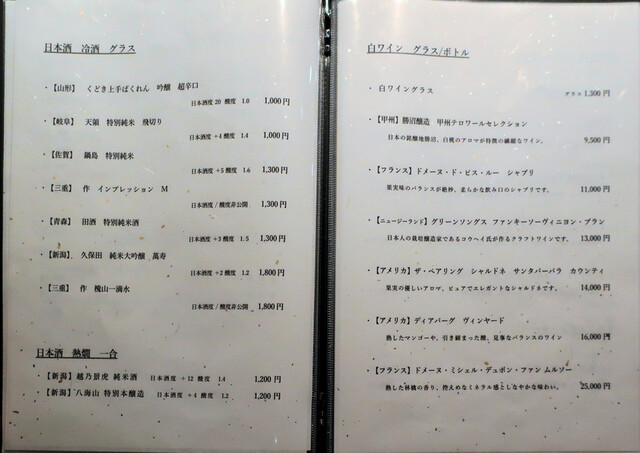 日本酒 冷酒 グラス
・【山形】 くどき上手ばくれん 吟醸 超辛口
日本酒度 20 酸度 1.0 1,000円
・【岐阜】 天領 特別純米 飛切り
日本酒度 +4 酸度 1.4 1,000円
・【佐賀】 鍋島 特別純米
日本酒度 +5 酸度 1.6 1,300円
・【三重】 作 インプレッション M
日本酒度/酸度非公開 1,300円
・【青森】 田酒 特別純米酒
日本酒度 +3 酸度 1.5 1,300円
・【新潟】 久保田 純米大吟醸 萬寿
日本酒度 +2 酸度 1.2 1,800円
・【三重】 作 槐山一滴水
日本酒度/酸度非公開 1,800円
日本酒 熱燗 一合
・【新潟】越乃景虎 純米酒 日本酒度 +12 酸度 1.4 1,200円
・【新潟】八海山 特別本醸造 日本酒度 +4 酸度 1.2 1,200円
白ワイン グラス/ボトル
・ 白ワイングラス グラス 1,300円
・【甲州】勝沼醸造 甲州テロワールセレクション
日本の銘醸地勝沼、白桃のアロマが特徴の繊細なワイン。 9,500円
・【フランス】ドメーヌ・ド・ビス・ルー シャブリ
果実味のバランスが絶妙、柔らかな飲み口のシャブリです。 11,000円
・【ニュージーランド】グリーンソングス ファンキーソーヴィニヨン・ブラン
日本人の栽培醸造家であるコウヘイ氏が作るクラフトワインです。 13,000円
・【アメリカ】ザ・ペアリング シャルドネ サンタバーバラ カウンティ
果実の優しいアロマ、ピュアでエレガントなシャルドネです。 14,000円
・【アメリカ】ディアバーグ ヴィンヤード
熟したマンゴーや、引き締まった酸、見事なバランスのワイン 16,000円
・【フランス】ドメーヌ・ミシェル・デュポン・ファン ムルソー
熟した林檎の香り、控えめなミネラル感としなやかな味わい。 25,000円